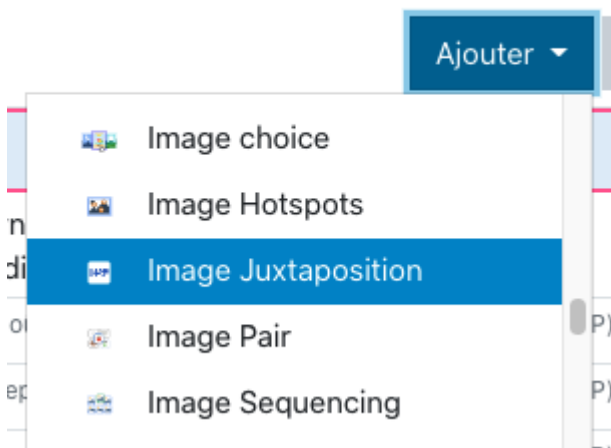 Ajouter
Image choice
Image Hotspots
Image Juxtaposition
Image Pair
Image Sequencing
P)
P)